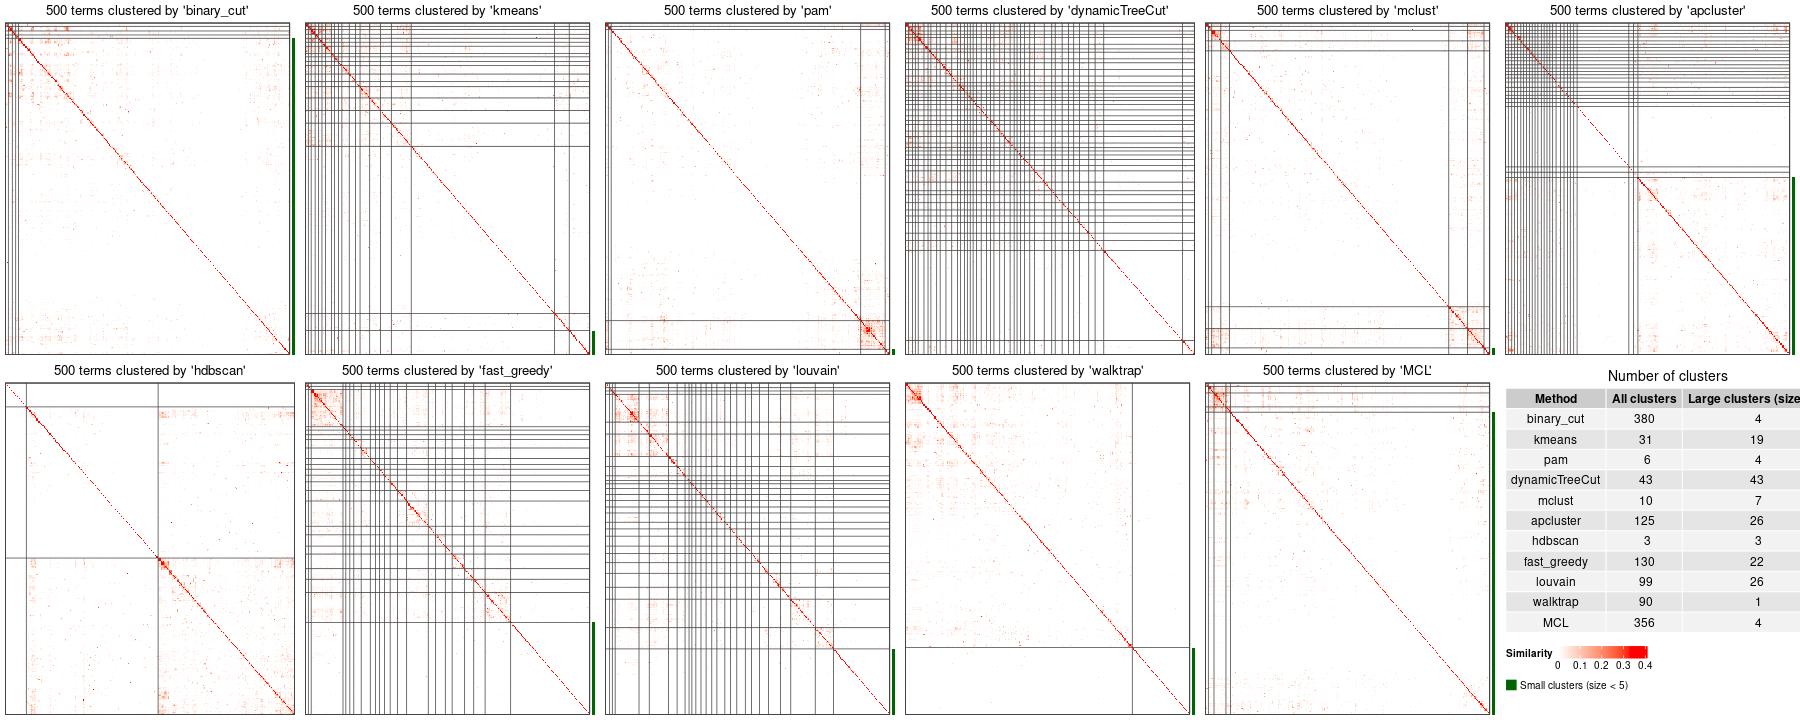 500 terms clustered by 'binary_cut'
500 terms clustered by 'kmeans'
500 terms clustered by 'pam'
500 terms clustered by 'dynamicTreeCut'
500 terms clustered by 'mclust'
500 terms clustered by 'apcluster'
500 terms clustered by 'hdbscan'
500 terms clustered by 'fast_greedy'
500 terms clustered by 'louvain'
500 terms clustered by 'walktrap'
500 terms clustered by 'MCL'
Number of clusters
Method All clusters Large clusters (size
binary_cut 380 4
kmeans 31 19
pam 6 4
dynamicTreeCut 43 43
mclust 10 7
apcluster 125 26
hdbscan 3 3
fast_greedy 130 22
louvain 99 26
walktrap 90 1
MCL 356 4
Similarity
0 0.1 0.2 0.3 0.4
Small clusters (size < 5)